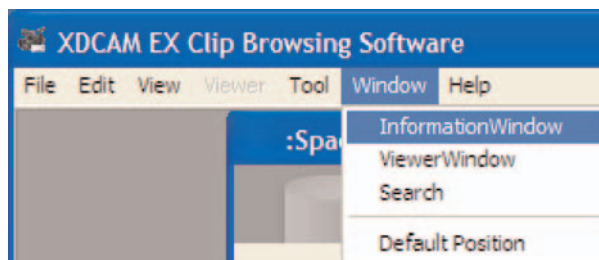 XDCAM EX Clip Browsing Software
File Edit View Viewer Tool Window Help
InformationWindow
:Spa
ViewerWindow
Search
Default Position